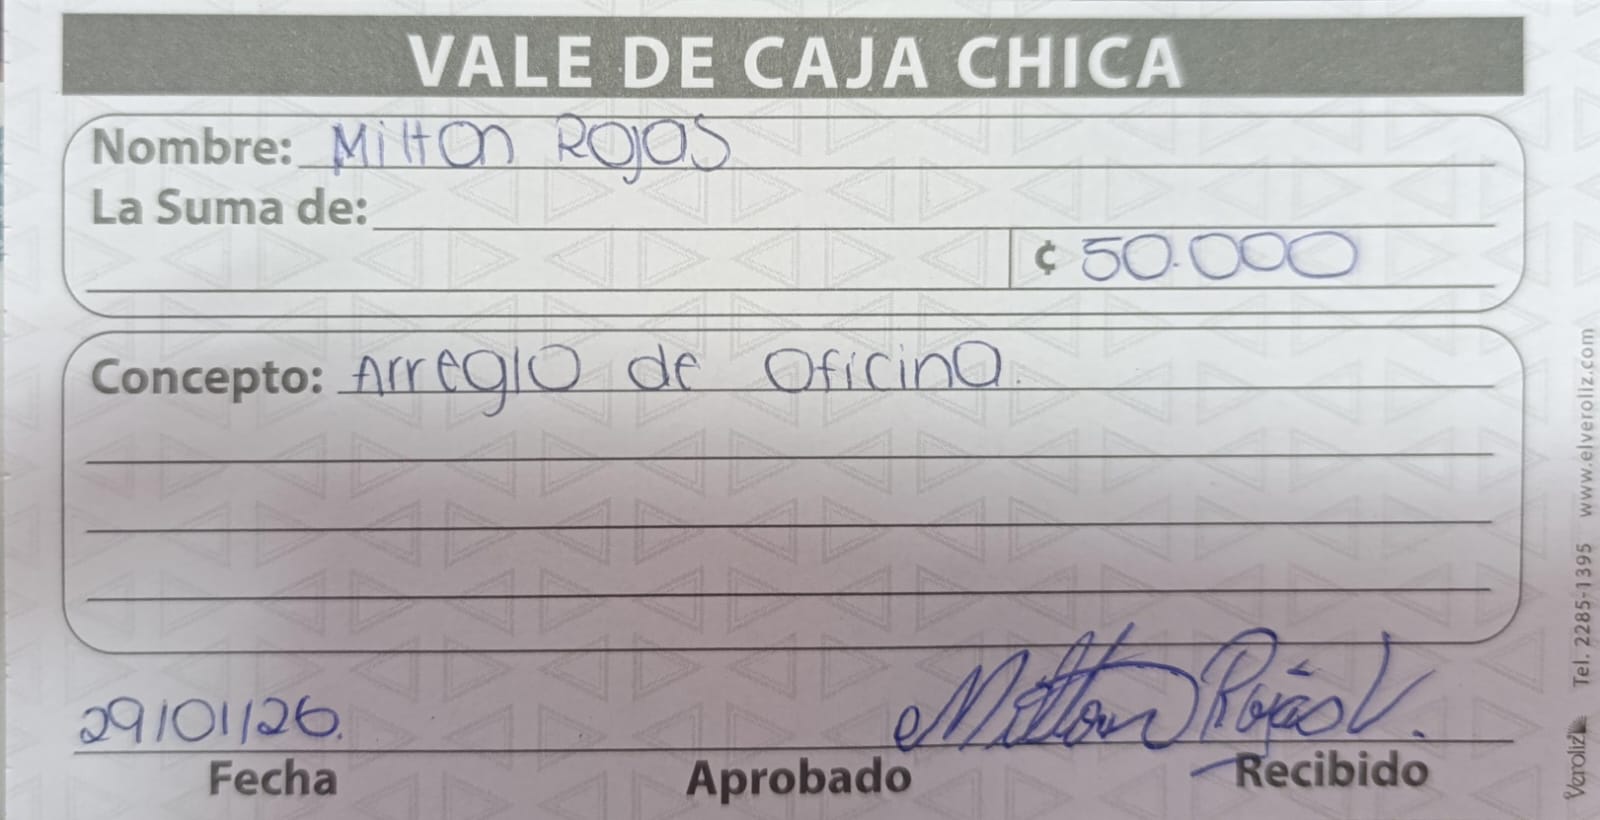 VALE DE CAJA CHICA
Nombre: Milton Rojas
La Suma de:
¢ 50.000
Concepto: Arreglo de Oficina.
29/01/26.
Milton Rojas V.
Fecha Aprobado Recibido
Veroliz Tel. 2285-1395 www.elveroliz.com